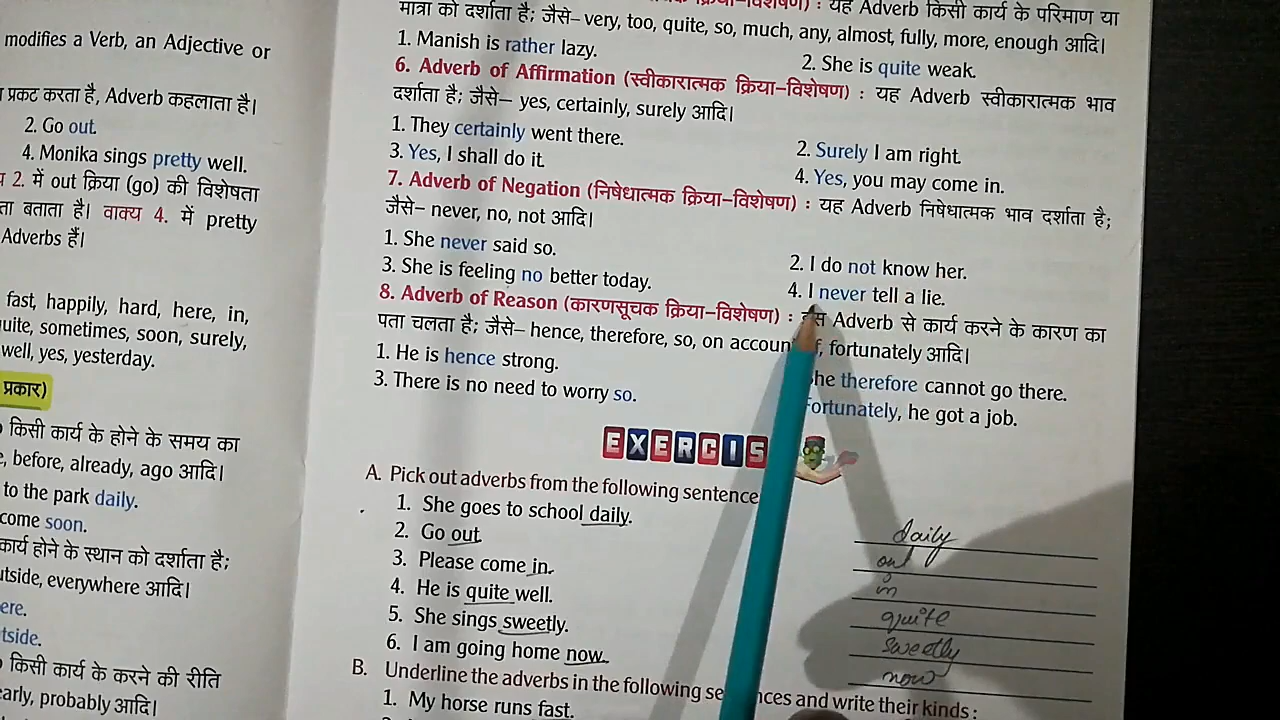 modifies a Verb, an Adjective or
प्रकट करता है, Adverb कहलाता है।
2. Go out.
4. Monika sings pretty well.
2. में out क्रिया (go) की विशेषता
बताता है। वाक्य 4. में pretty
Adverbs हैं।
fast, happily, hard, here, in,
sometimes, soon, surely,
well, yes, yesterday.
प्रकार)
किसी कार्य के होने के समय का
before, already, ago आदि।
to the park daily.
come soon.
कार्य होने के स्थान को दर्शाता है;
everywhere आदि।
किसी कार्य के करने की रीति
probably आदि।
क्रिया-विशेषण) : यह Adverb किसी कार्य के परिमाण या
मात्रा को दर्शाता है; जैसे– very, too, quite, so, much, any, almost, fully, more, enough आदि।
1. Manish is rather lazy.
2. She is quite weak.
6. Adverb of Affirmation (स्वीकारात्मक क्रिया-विशेषण) : यह Adverb स्वीकारात्मक भाव
दर्शाता है; जैसे– yes, certainly, surely आदि।
1. They certainly went there.
2. Surely I am right.
3. Yes, I shall do it.
4. Yes, you may come in.
7. Adverb of Negation (निषेधात्मक क्रिया-विशेषण) : यह Adverb निषेधात्मक भाव दर्शाता है;
जैसे– never, no, not आदि।
1. She never said so.
2. I do not know her.
3. She is feeling no better today.
4. I never tell a lie.
8. Adverb of Reason (कारणसूचक क्रिया-विशेषण) : इस Adverb से कार्य करने के कारण का
पता चलता है; जैसे– hence, therefore, so, on account fortunately आदि।
1. He is hence strong.
therefore cannot go there.
3. There is no need to worry so.
Fortunately, he got a job.
EXERCIS
A. Pick out adverbs from the following sentence
1. She goes to school daily.
daily
2. Go out.
out
3. Please come in.
in
4. He is quite well.
quite
5. She sings sweetly.
sweetly
6. I am going home now.
now
B. Underline the adverbs in the following and write their kinds :
1. My horse runs fast.